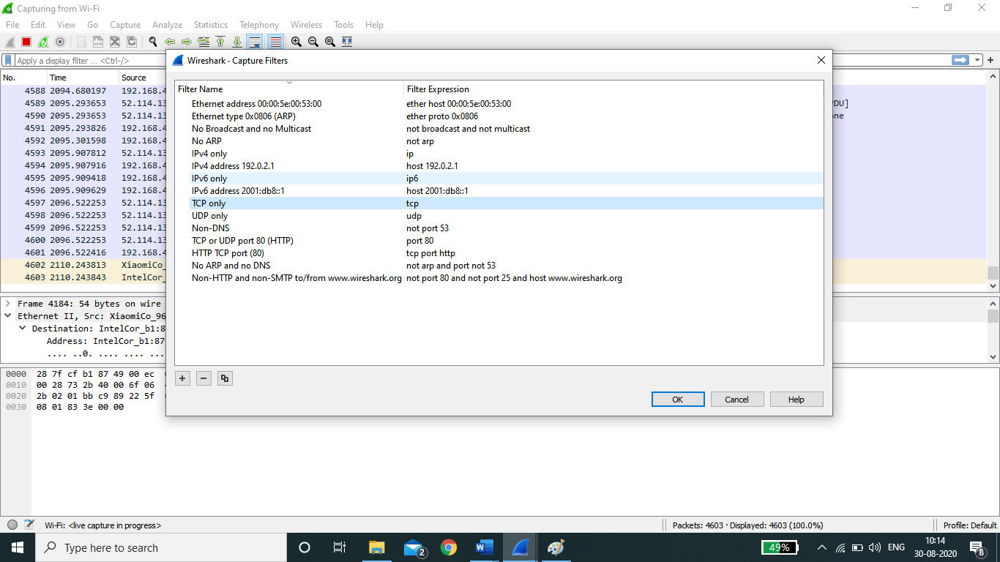 Capturing from Wi-Fi
File Edit View Go Capture Analyze Statistics Telephony Wireless Tools Help
Apply a display filter ... <Ctrl-/>
Wireshark · Capture Filters
No. Time Source
4588 2094.680197 192.168.4
4589 2095.293653 52.114.13
4590 2095.293653 52.114.13
4591 2095.293826 192.168.4
4592 2095.301598 192.168.4
4593 2095.907812 52.114.13
4594 2095.907916 192.168.4
4595 2095.909418 192.168.4
4596 2095.909629 192.168.4
4597 2096.522253 52.114.13
4598 2096.522253 52.114.13
4599 2096.522253 52.114.13
4600 2096.522253 52.114.13
4601 2096.522416 192.168.4
4602 2110.243813 XiaomiCo_
4603 2110.243843 IntelCor_
PDU]
one
Filter Name Filter Expression
Ethernet address 00:00:5e:00:53:00 ether host 00:00:5e:00:53:00
Ethernet type 0x0806 (ARP) ether proto 0x0806
No Broadcast and no Multicast not broadcast and not multicast
No ARP not arp
IPv4 only ip
IPv4 address 192.0.2.1 host 192.0.2.1
IPv6 only ip6
IPv6 address 2001:db8::1 host 2001:db8::1
TCP only tcp
UDP only udp
Non-DNS not port 53
TCP or UDP port 80 (HTTP) port 80
HTTP TCP port (80) tcp port http
No ARP and no DNS not arp and port not 53
Non-HTTP and non-SMTP to/from www.wireshark.org not port 80 and not port 25 and host www.wireshark.org
OK Cancel Help
Frame 4184: 54 bytes on wire
Ethernet II, Src: XiaomiCo_96
Destination: IntelCor_b1:8
Address: IntelCor_b1:87
.... ..0. .... .... ...
0000 28 7f cf b1 87 49 00 ec
0010 00 28 73 2b 40 00 6f 06
0020 2b 02 01 bb c9 89 22 5f
0030 08 01 83 3e 00 00
Wi-Fi: <live capture in progress> Packets: 4603 · Displayed: 4603 (100.0%) Profile: Default
Type here to search
2
49%
ENG
10:14
30-08-2020
8